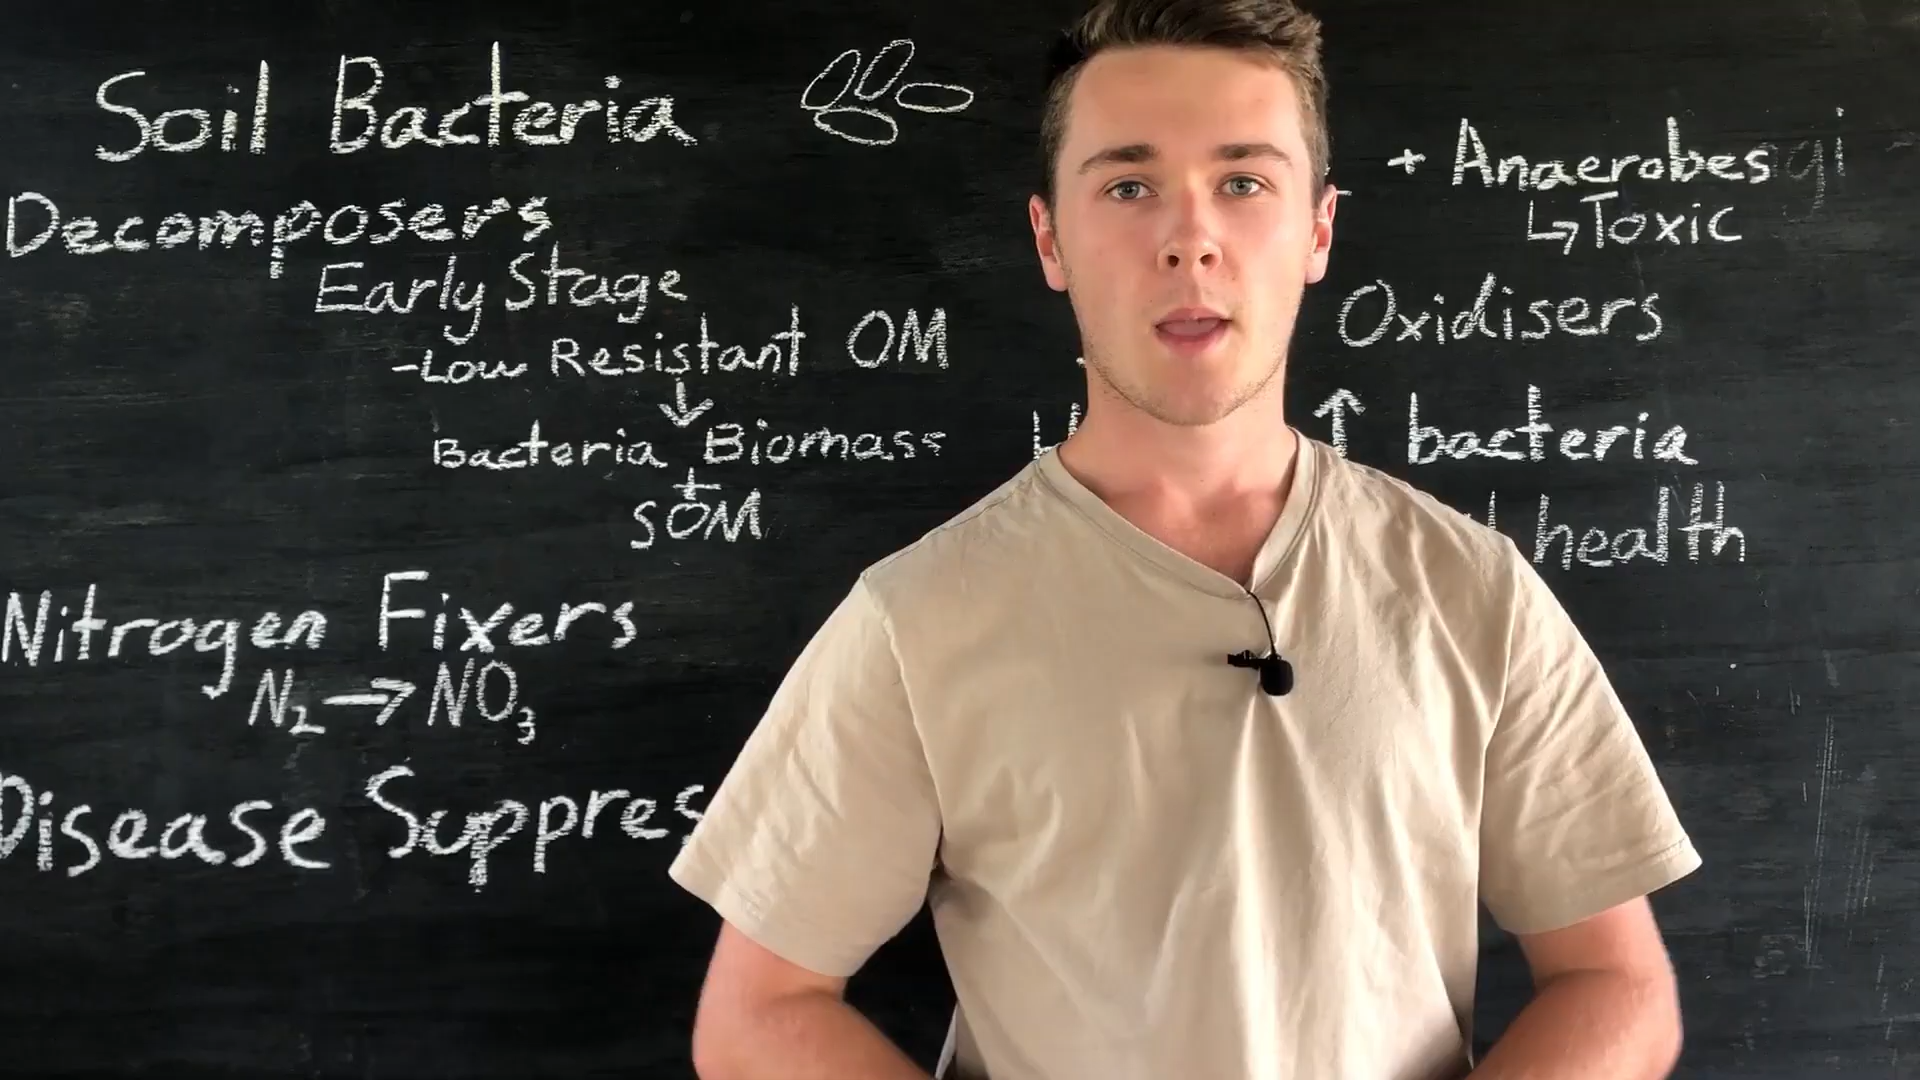 Soil Bacteria
Decomposers
Early Stage
-Low Resistant OM
↓
Bacteria Biomass
+
SOM
Nitrogen Fixers
N₂→NO₃
Disease Suppres
+ Anaerobes
↳Toxic
Oxidisers
↑ bacteria
health